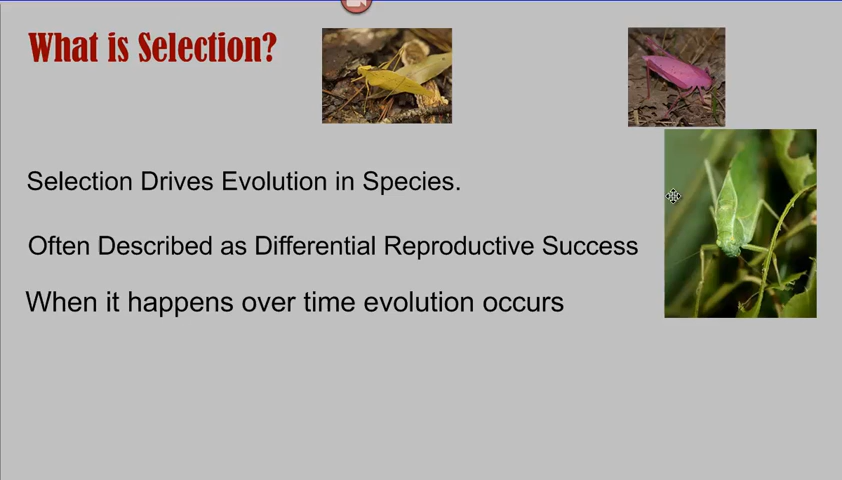 What is Selection?
Selection Drives Evolution in Species.
Often Described as Differential Reproductive Success
When it happens over time evolution occurs